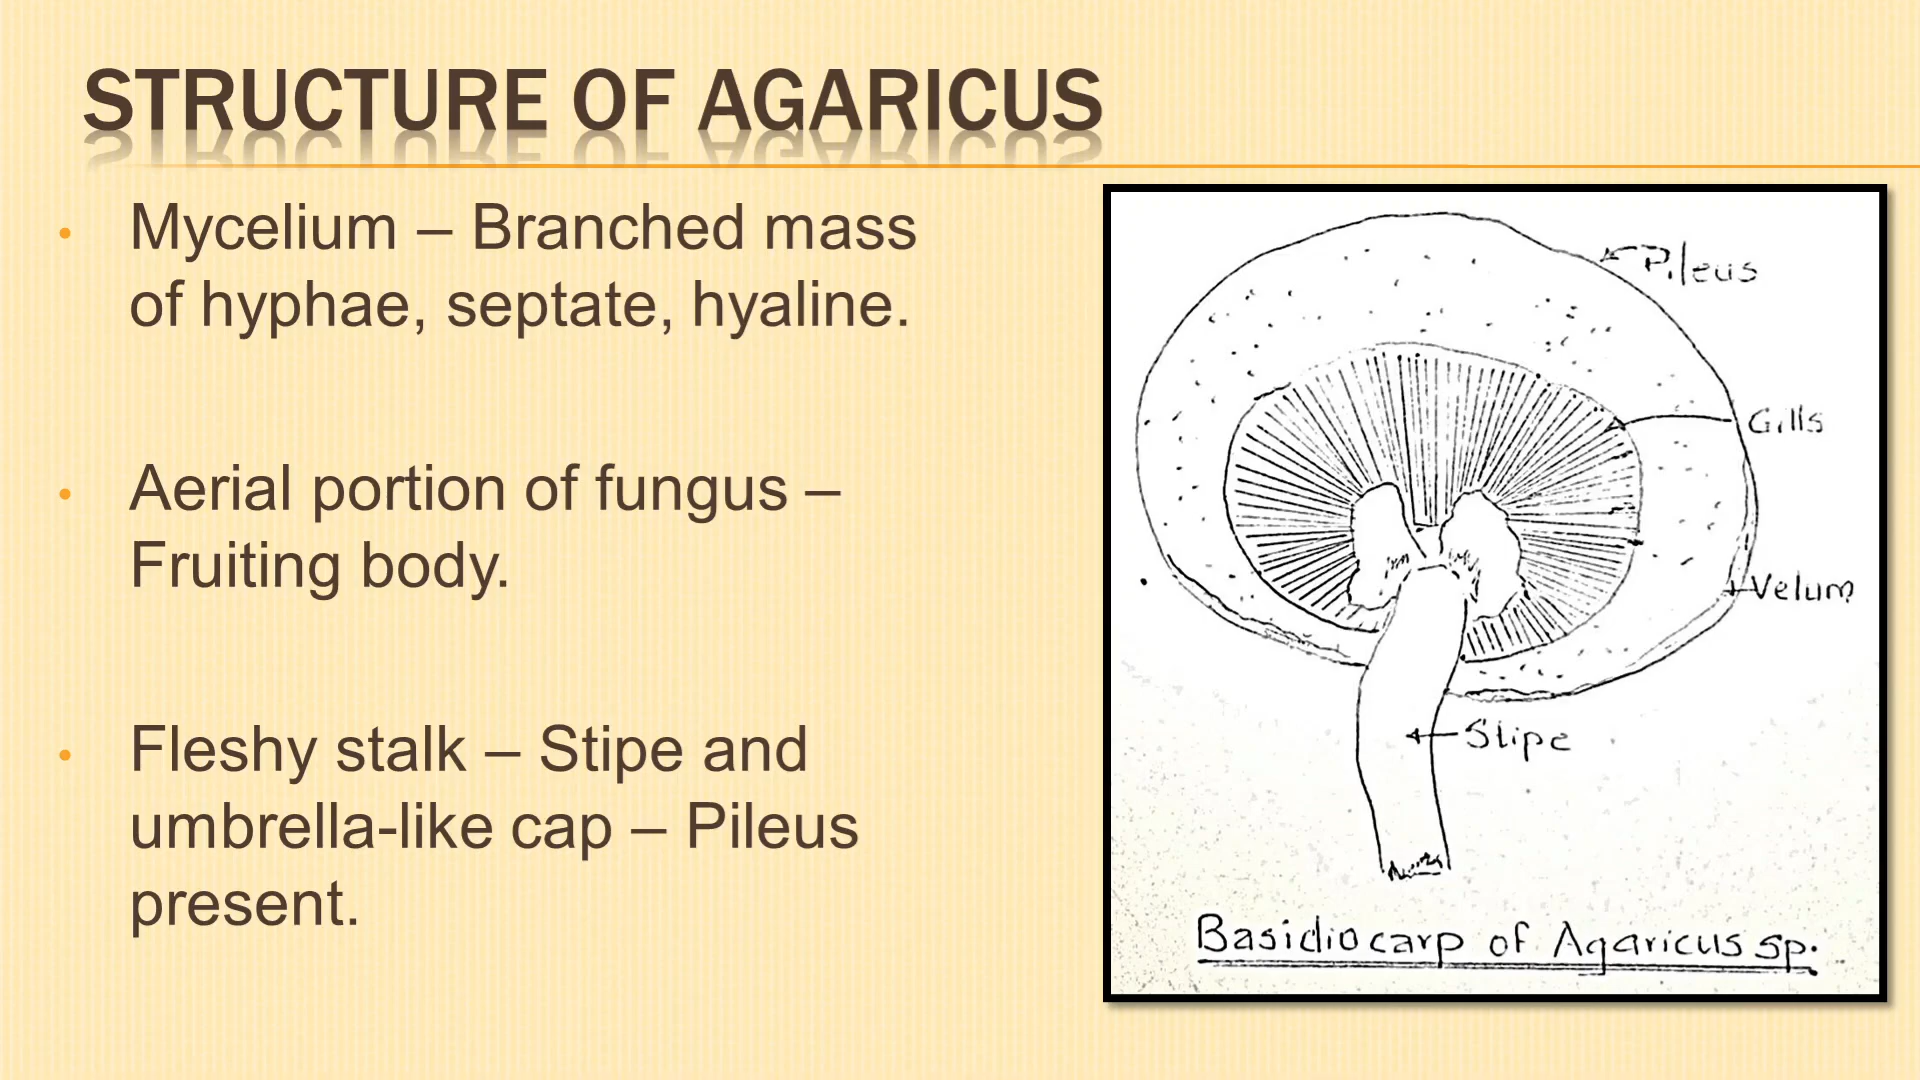 STRUCTURE OF AGARICUS
• Mycelium – Branched mass
of hyphae, septate, hyaline.
• Aerial portion of fungus –
Fruiting body.
• Fleshy stalk – Stipe and
umbrella-like cap – Pileus
present.
Pileus
Gills
Velum
Stipe
Basidiocarp of Agaricus sp.